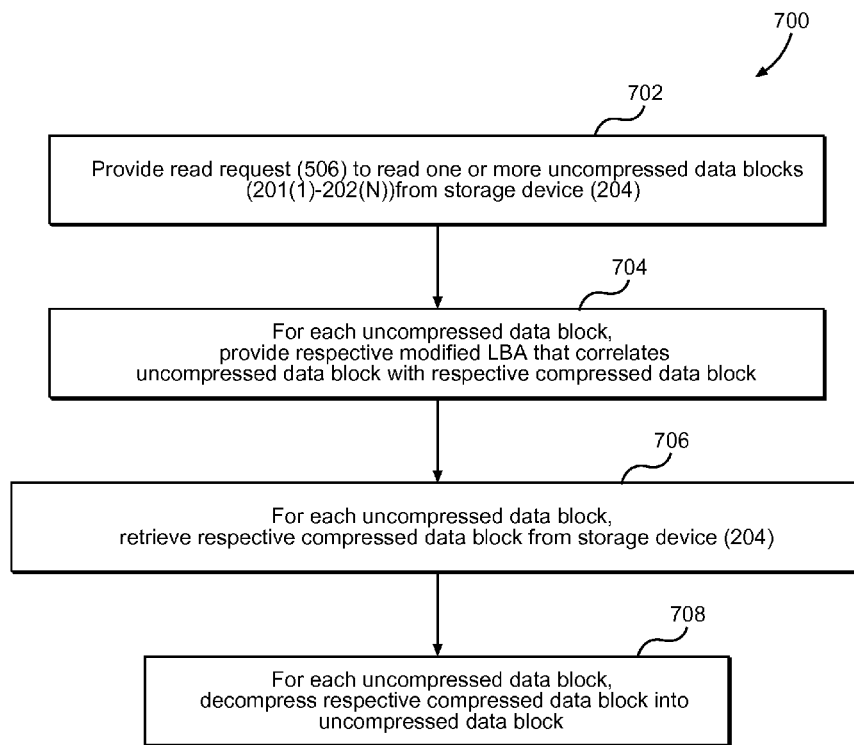 700
702
Provide read request (506) to read one or more uncompressed data blocks
(201(1)-202(N))from storage device (204)
704
For each uncompressed data block,
provide respective modified LBA that correlates
uncompressed data block with respective compressed data block
706
For each uncompressed data block,
retrieve respective compressed data block from storage device (204)
708
For each uncompressed data block,
decompress respective compressed data block into
uncompressed data block